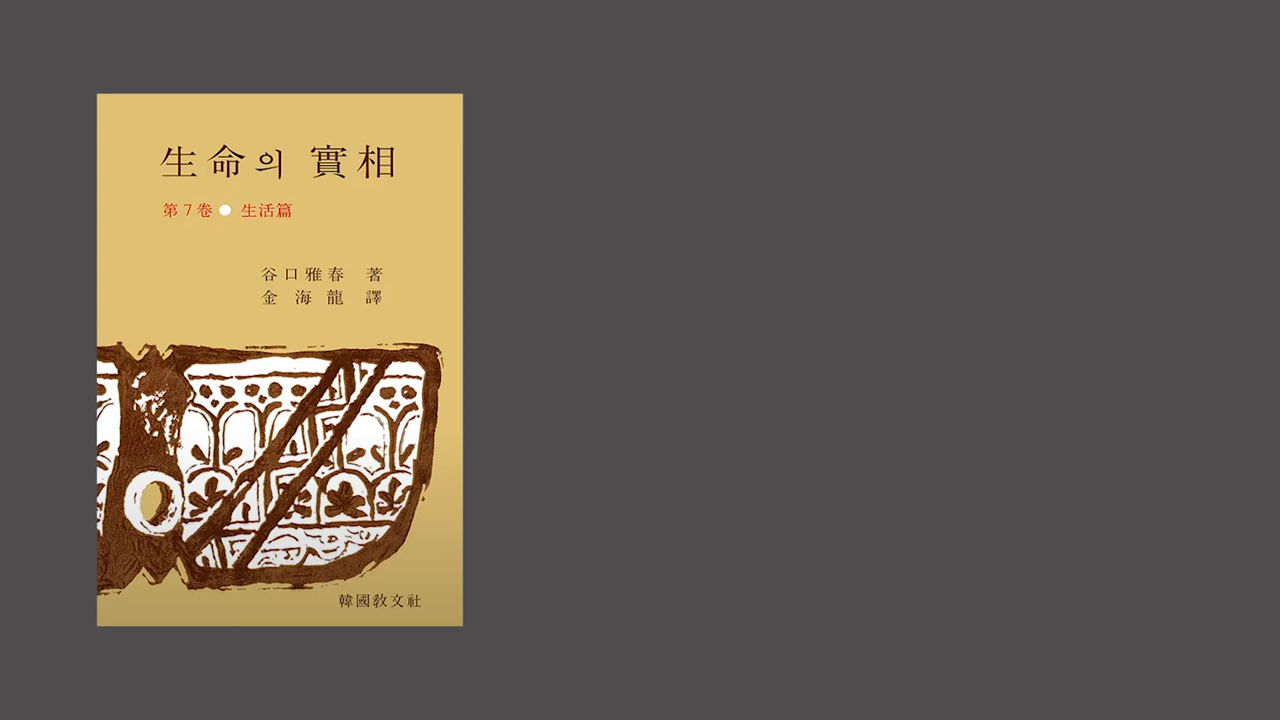 生命의 實相
第7卷 ● 生活篇
谷口雅春 著
金海龍 譯
韓國敎文社